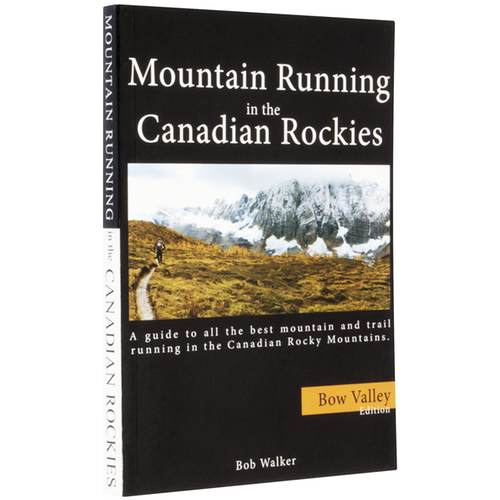 MOUNTAIN RUNNING in the CANADIAN ROCKIES
Mountain Running
in the
Canadian Rockies
A guide to all the best mountain and trail
running in the Canadian Rocky Mountains.
Bow Valley
Edition
Bob Walker